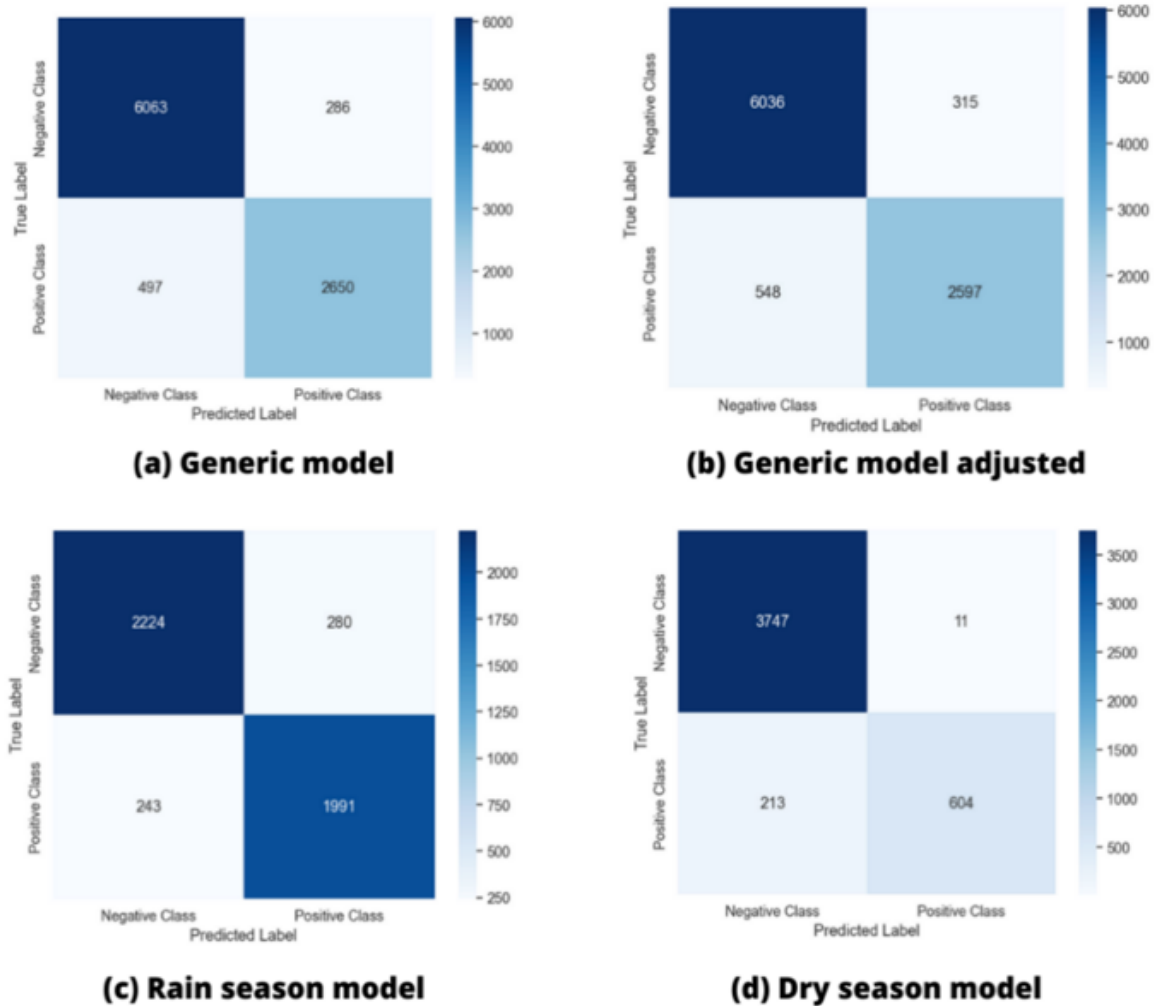 6000
5000
4000
3000
2000
1000
Negative Class
Positive Class
True Label
6063 286
497 2650
Negative Class Positive Class
Predicted Label
(a) Generic model
6000
5000
4000
3000
2000
1000
Negative Class
Positive Class
True Label
6036 315
548 2597
Negative Class Positive Class
Predicted Label
(b) Generic model adjusted
2000
1750
1500
1250
1000
750
500
250
Negative Class
Positive Class
True Label
2224 280
243 1991
Negative Class Positive Class
Predicted Label
(c) Rain season model
3500
3000
2500
2000
1500
1000
500
Negative Class
Positive Class
True Label
3747 11
213 604
Negative Class Positive Class
Predicted Label
(d) Dry season model